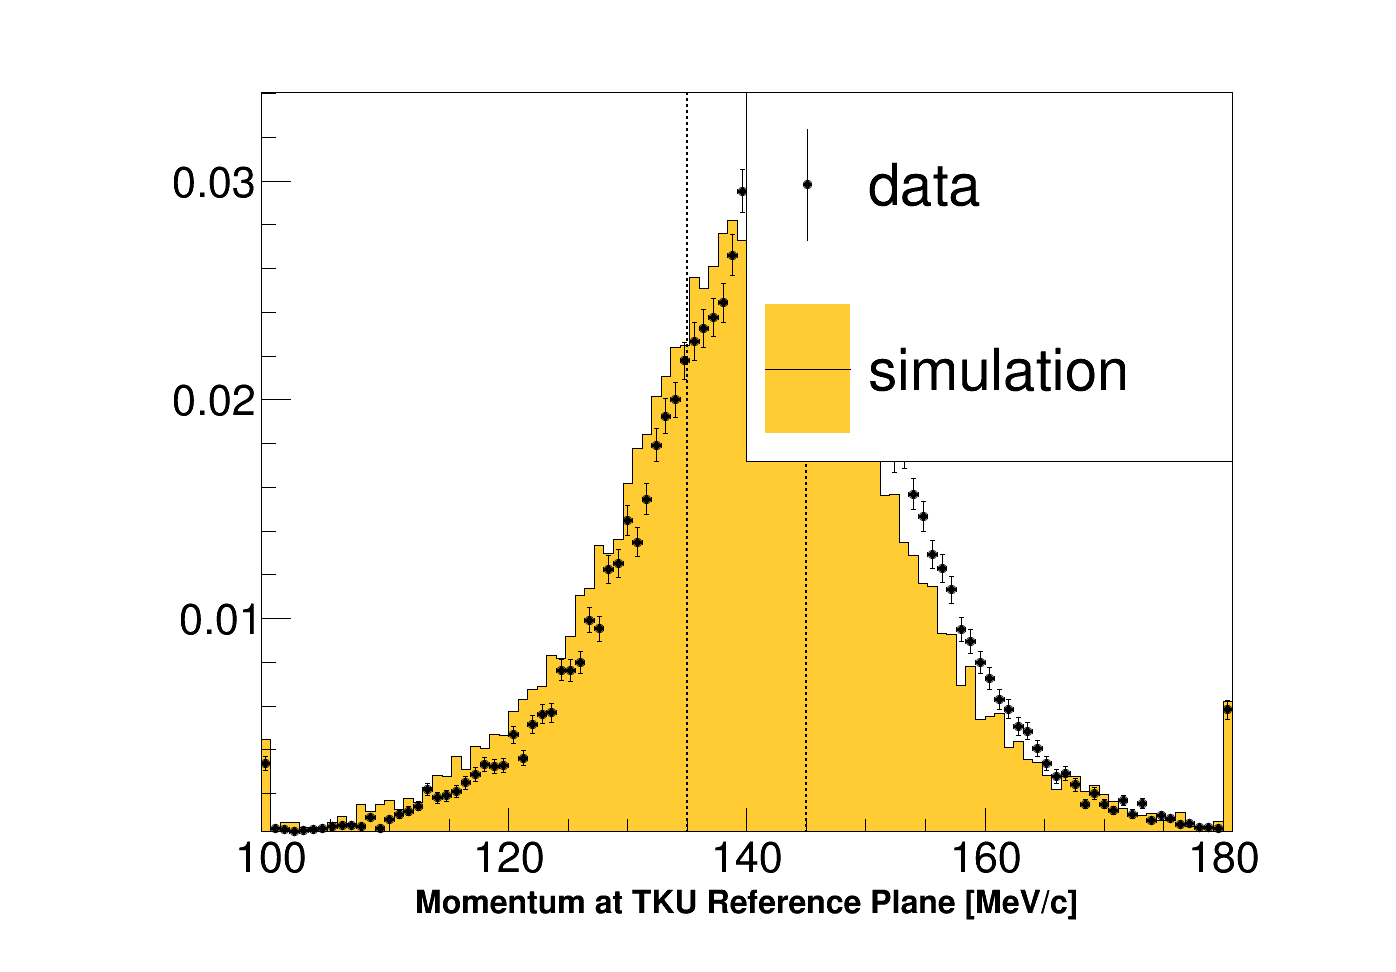 0.03
0.02
0.01
data
simulation
100 120 140 160 180
Momentum at TKU Reference Plane [MeV/c]